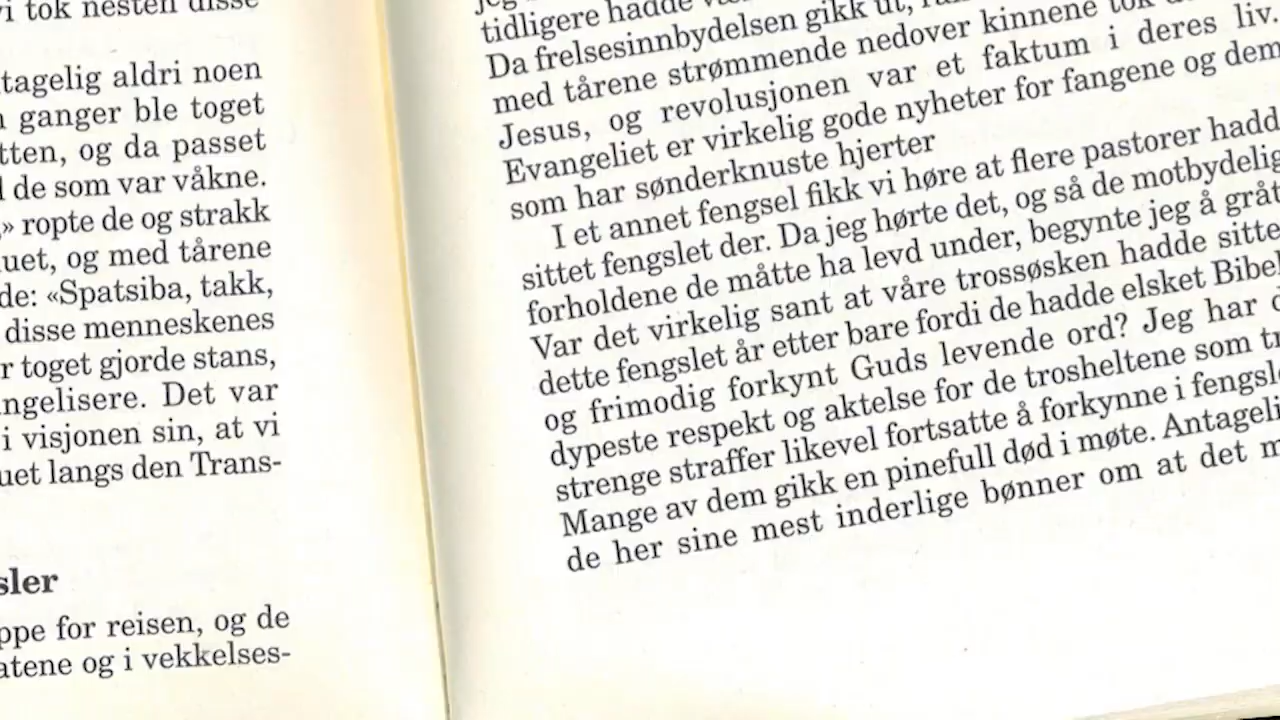 vi tok nesten disse
tagelig aldri noen
ganger ble toget
tten, og da passet
de som var våkne.
» ropte de og strakk
uet, og med tårene
de: «Spatsiba, takk,
disse menneskenes
r toget gjorde stans,
ngelisere. Det var
i visjonen sin, at vi
uet langs den Trans-
sler
ppe for reisen, og de
atene og i vekkelses-
jeg
tidligere hadde
Da frelsesinnbydelsen gikk ut,
med tårene strømmende nedover kinnene tok
Jesus, og revolusjonen var et faktum i deres liv.
Evangeliet er virkelig gode nyheter for fangene og dem
som har sønderknuste hjerter
I et annet fengsel fikk vi høre at flere pastorer hadd
sittet fengslet der. Da jeg hørte det, og så de motbydelig
forholdene de måtte ha levd under, begynte jeg å gråt
Var det virkelig sant at våre trossøsken hadde sitte
dette fengslet år etter bare fordi de hadde elsket Bibel
og frimodig forkynt Guds levende ord? Jeg har
dypeste respekt og aktelse for de trosheltene som tr
strenge straffer likevel fortsatte å forkynne i fengsl
Mange av dem gikk en pinefull død i møte. Antageli
de her sine mest inderlige bønner om at det m